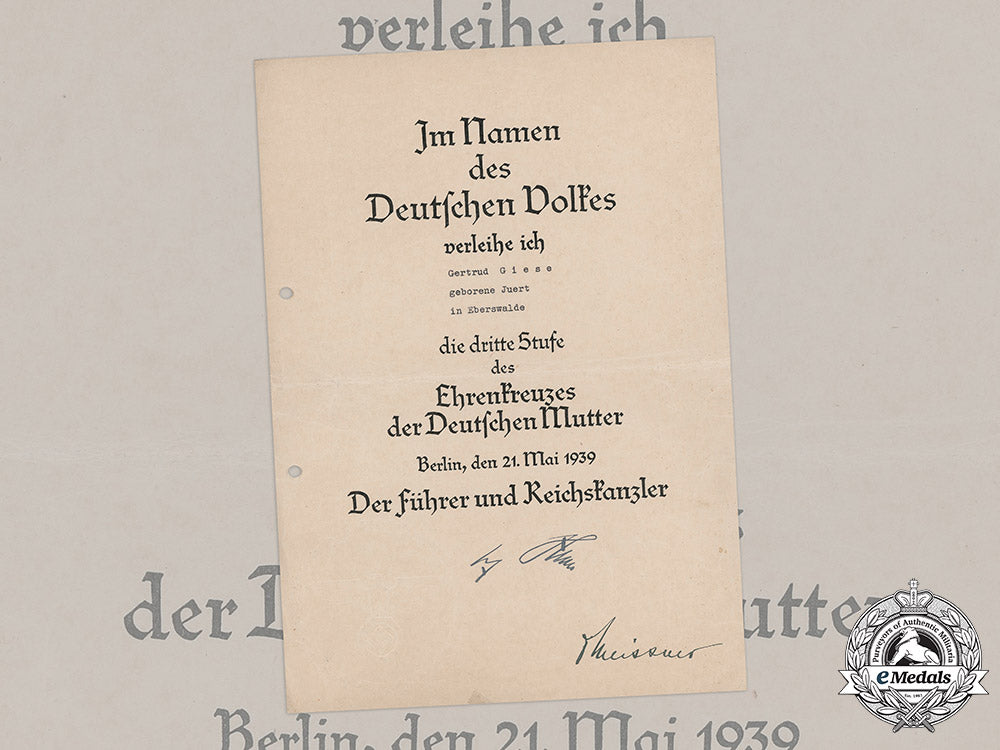 verleihe ich
Im Namen
des
Deutschen Volkes
verleihe ich
Gertrud Giese
geborene Juert
in Eberswalde
die dritte Stufe
des
Ehrenkreuzes
der Deutschen Mutter
Berlin, den 21. Mai 1939
Der Führer und Reichskanzler
Meissner
der D utter
Berlin, den 21. Mai 1939
Purveyors of Authentic Militaria
eMedals